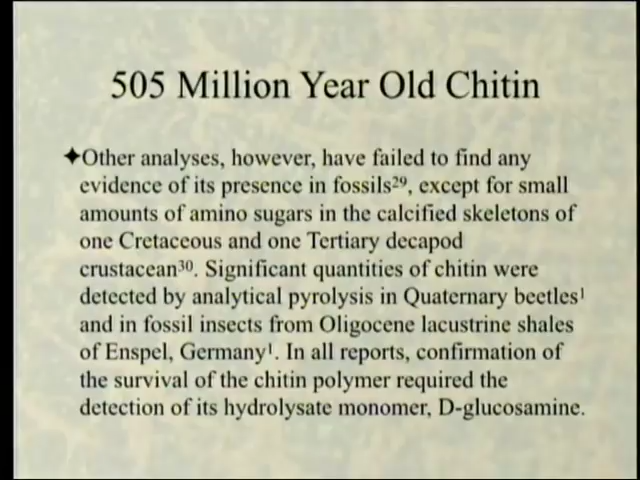 505 Million Year Old Chitin
✦Other analyses, however, have failed to find any
evidence of its presence in fossils²⁹, except for small
amounts of amino sugars in the calcified skeletons of
one Cretaceous and one Tertiary decapod
crustacean³⁰. Significant quantities of chitin were
detected by analytical pyrolysis in Quaternary beetles¹
and in fossil insects from Oligocene lacustrine shales
of Enspel, Germany¹. In all reports, confirmation of
the survival of the chitin polymer required the
detection of its hydrolysate monomer, D-glucosamine.